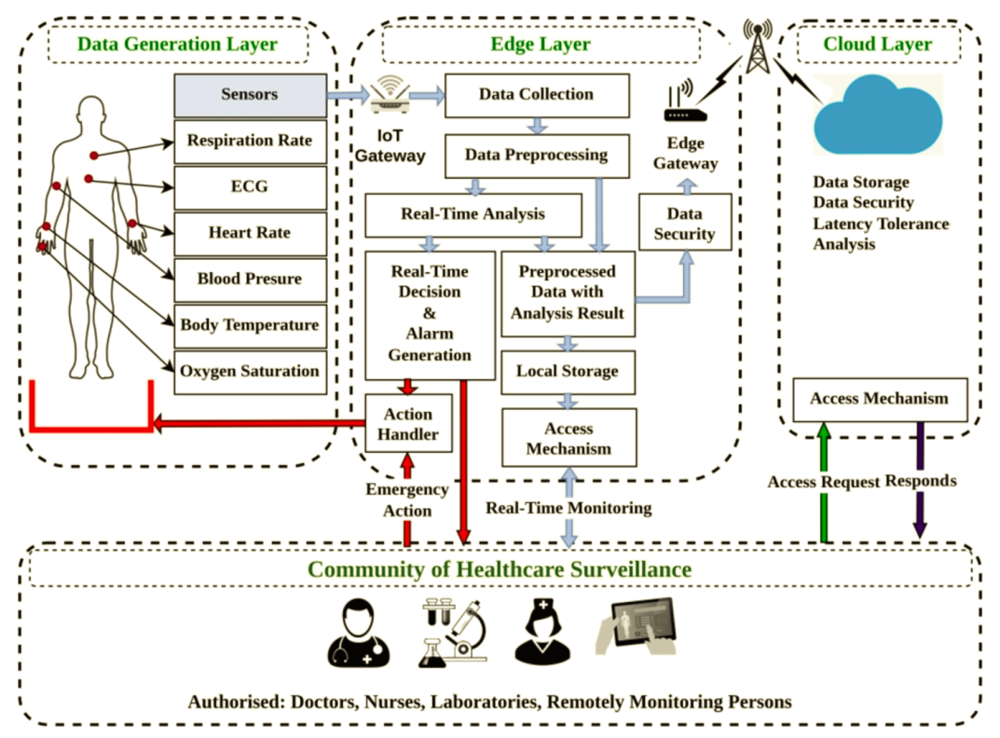 Data Generation Layer
Sensors
Respiration Rate
ECG
Heart Rate
Blood Presure
Body Temperature
Oxygen Saturation
Edge Layer
IoT
Gateway
Data Collection
Data Preprocessing
Real-Time Analysis
Real-Time
Decision
&
Alarm
Generation
Preprocessed
Data with
Analysis Result
Local Storage
Action
Handler
Access
Mechanism
Edge
Gateway
Data
Security
Cloud Layer
Data Storage
Data Security
Latency Tolerance
Analysis
Access Mechanism
Emergency
Action
Real-Time Monitoring
Access Request
Responds
Community of Healthcare Surveillance
Authorised: Doctors, Nurses, Laboratories, Remotely Monitoring Persons